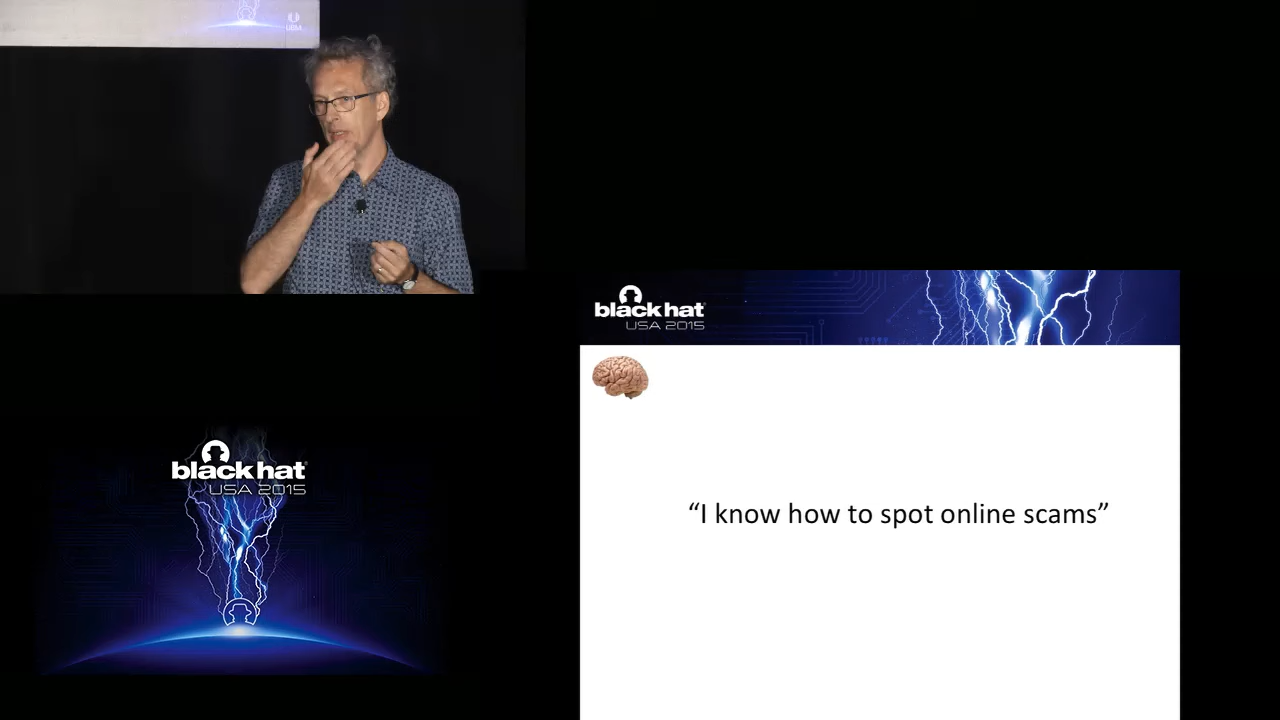 black hat
USA 2015
“I know how to spot online scams”
black hat
USA 2015